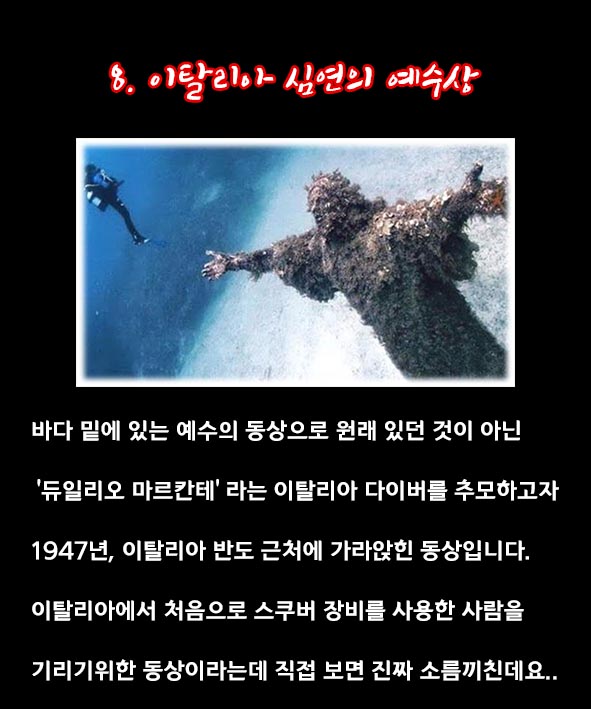 8. 이탈리아 심연의 예수상
바다 밑에 있는 예수의 동상으로 원래 있던 것이 아닌
'듀일리오 마르칸테' 라는 이탈리아 다이버를 추모하고자
1947년, 이탈리아 반도 근처에 가라앉힌 동상입니다.
이탈리아에서 처음으로 스쿠버 장비를 사용한 사람을
기리기위한 동상이라는데 직접 보면 진짜 소름끼친데요..